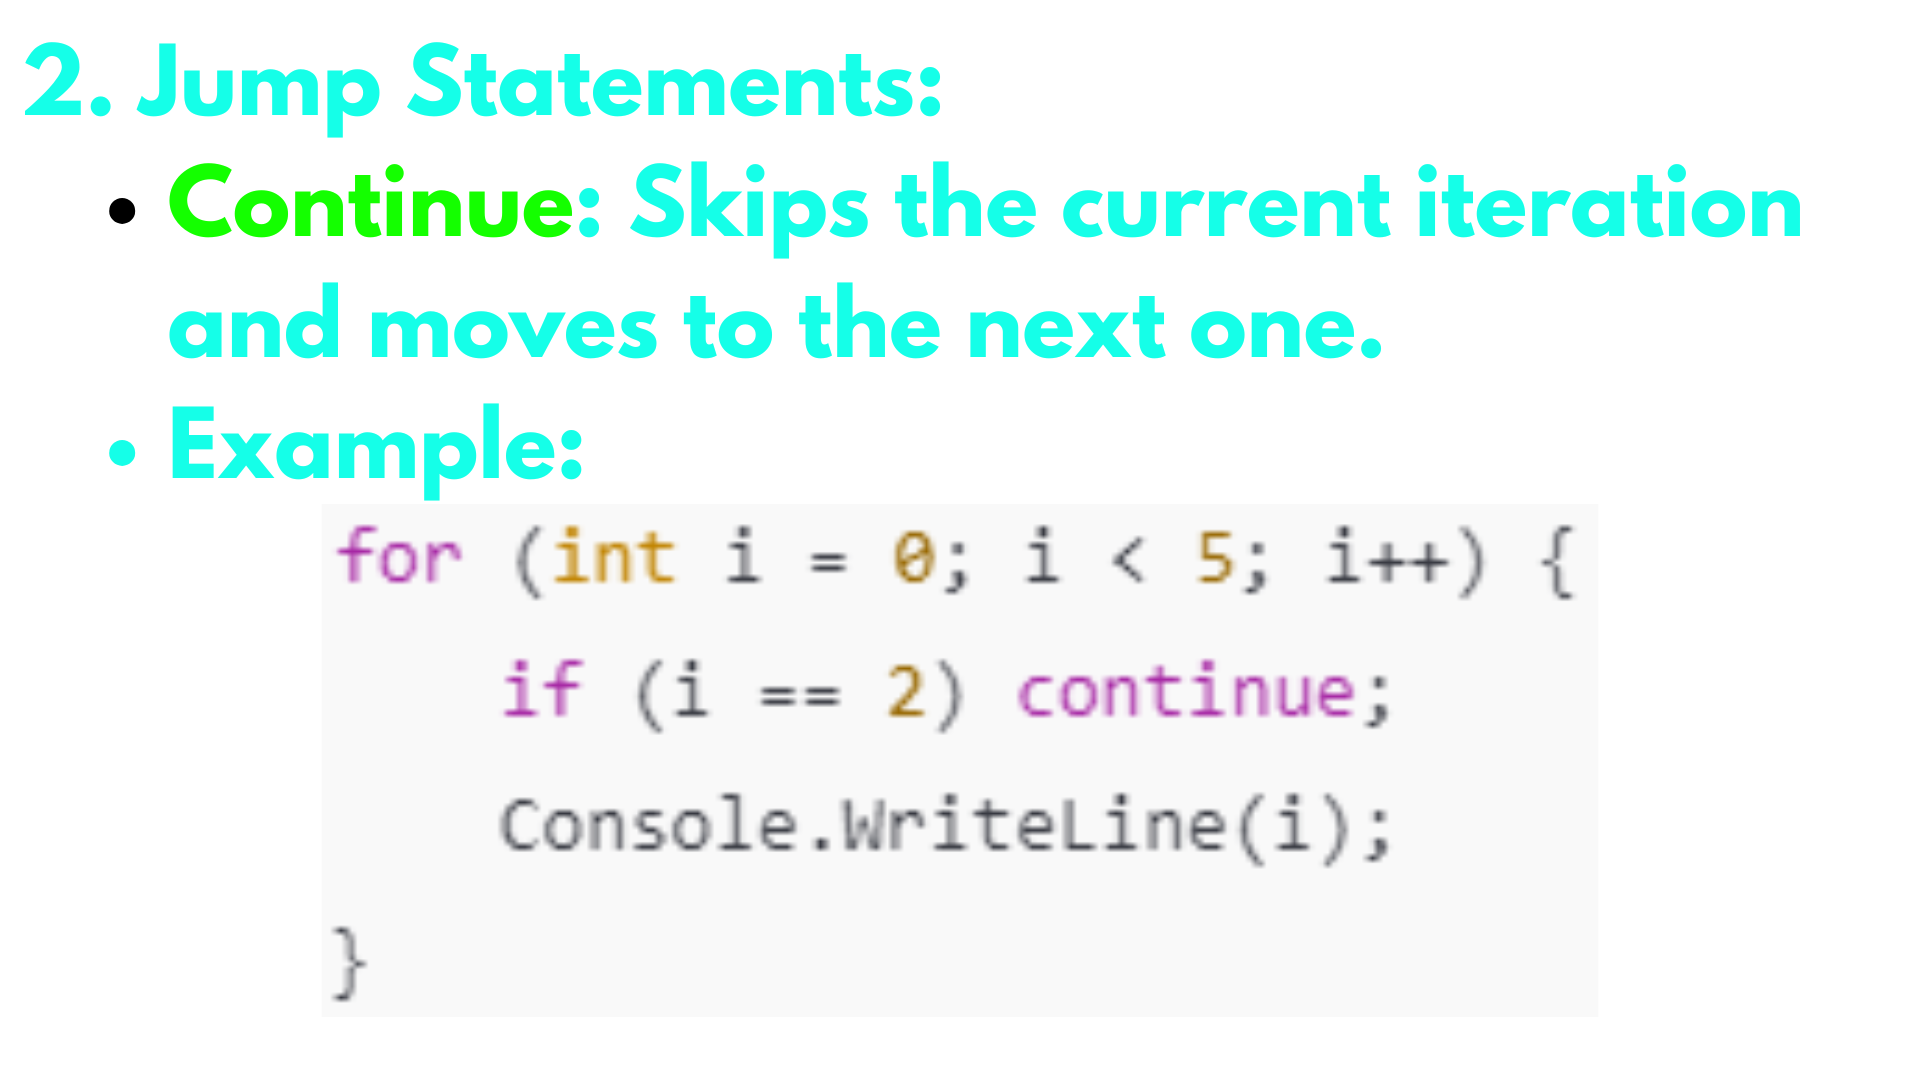 2. Jump Statements:
• Continue: Skips the current iteration
and moves to the next one.
• Example:
for (int i = 0; i < 5; i++) {
    if (i == 2) continue;
    Console.WriteLine(i);
}